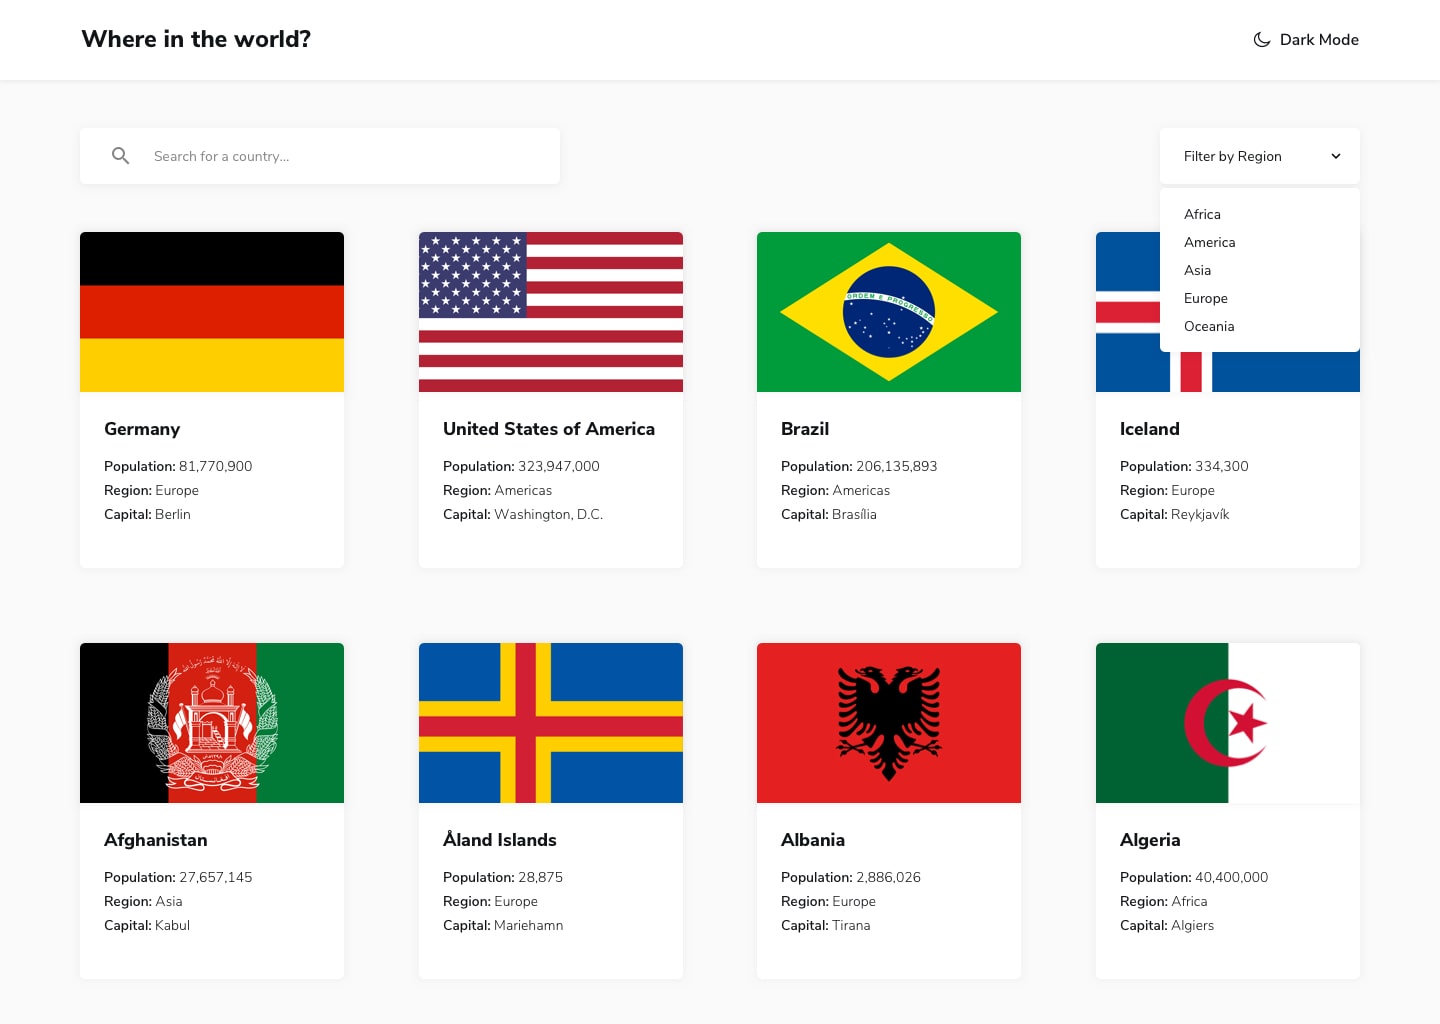 Where in the world?
Dark Mode
Search for a country...
Filter by Region
Africa
America
Asia
Europe
Oceania
ORDEM E PROGRESSO
Germany
Population: 81,770,900
Region: Europe
Capital: Berlin
United States of America
Population: 323,947,000
Region: Americas
Capital: Washington, D.C.
Brazil
Population: 206,135,893
Region: Americas
Capital: Brasília
Iceland
Population: 334,300
Region: Europe
Capital: Reykjavík
Afghanistan
Population: 27,657,145
Region: Asia
Capital: Kabul
Åland Islands
Population: 28,875
Region: Europe
Capital: Mariehamn
Albania
Population: 2,886,026
Region: Europe
Capital: Tirana
Algeria
Population: 40,400,000
Region: Africa
Capital: Algiers